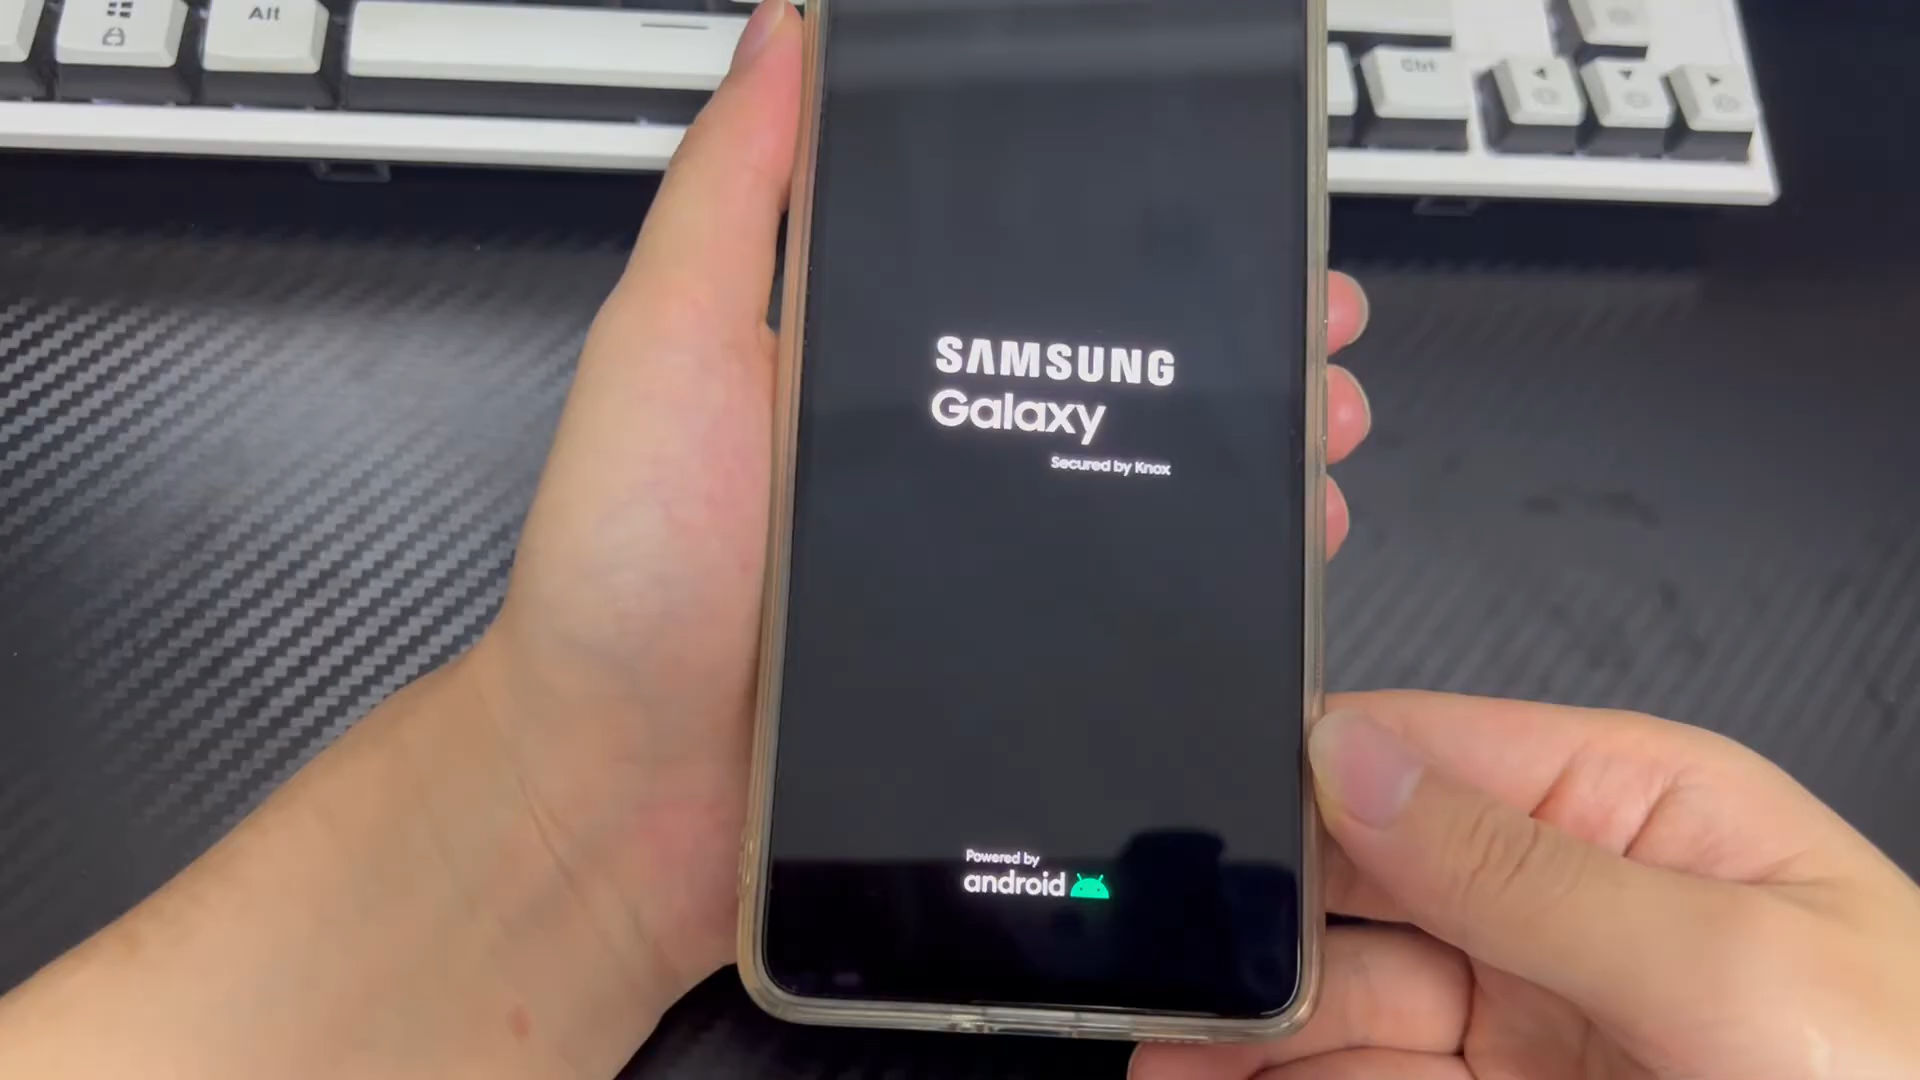 Alt
Ctrl
SAMSUNG
Galaxy
Secured by Knox
Powered by
android